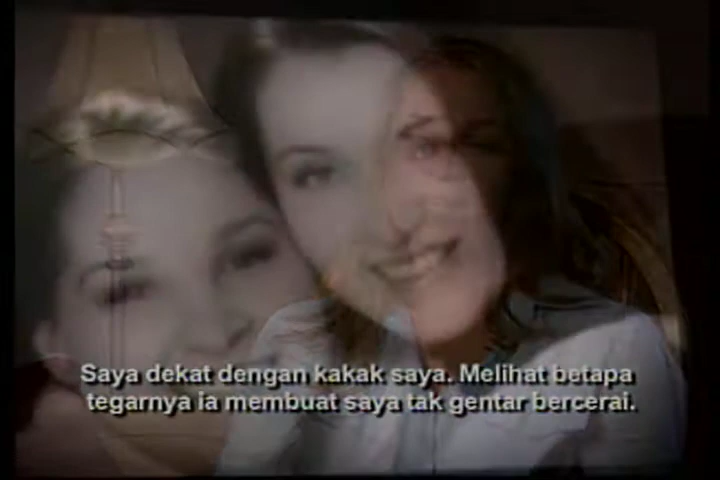 Saya dekat dengan kakak saya. Melihat betapa
tegarnya ia membuat saya tak gentar bercerai.